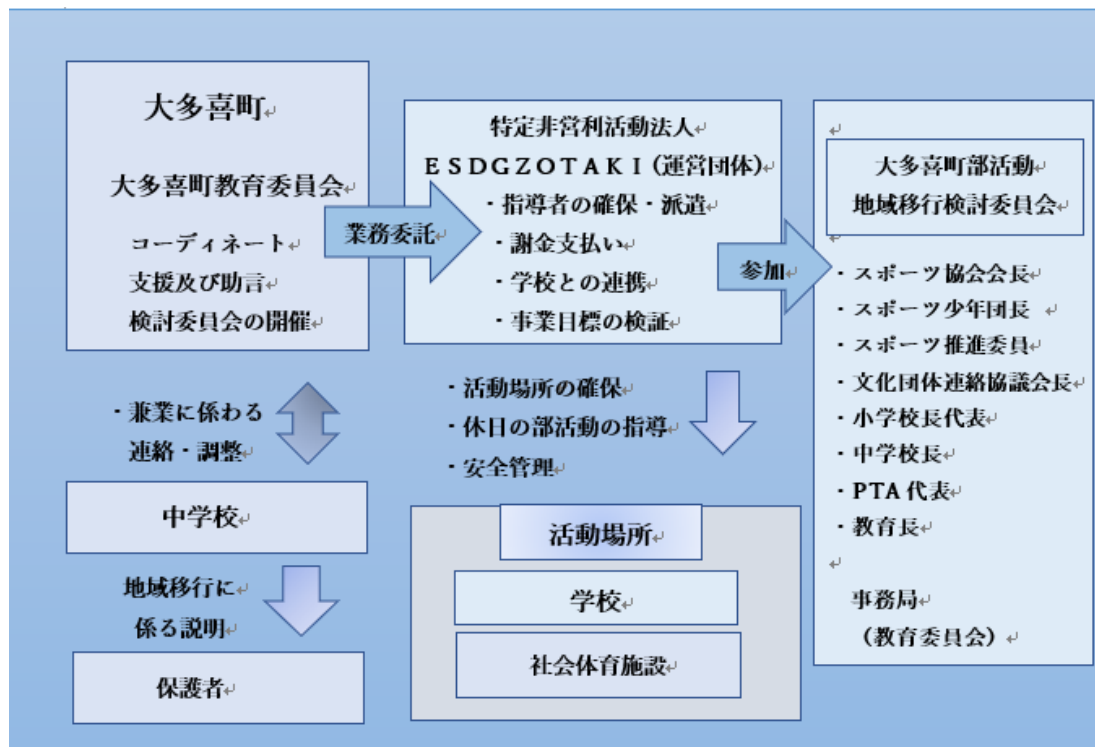 大多喜町
大多喜町教育委員会
コーディネート
支援及び助言
検討委員会の開催
業務委託
特定非営利活動法人
ＥＳＤＧＺＯＴＡＫＩ(運営団体)
・指導者の確保・派遣
・謝金支払い
・学校との連携
・事業目標の検証
参加
大多喜町部活動
地域移行検討委員会
・スポーツ協会会長
・スポーツ少年団長
・スポーツ推進委員
・文化団体連絡協議会長
・小学校長代表
・中学校長
・PTA代表
・教育長
事務局
（教育委員会）
・兼業に係わる
連絡・調整
中学校
地域移行に
係る説明
保護者
・活動場所の確保
・休日の部活動の指導
・安全管理
活動場所
学校
社会体育施設